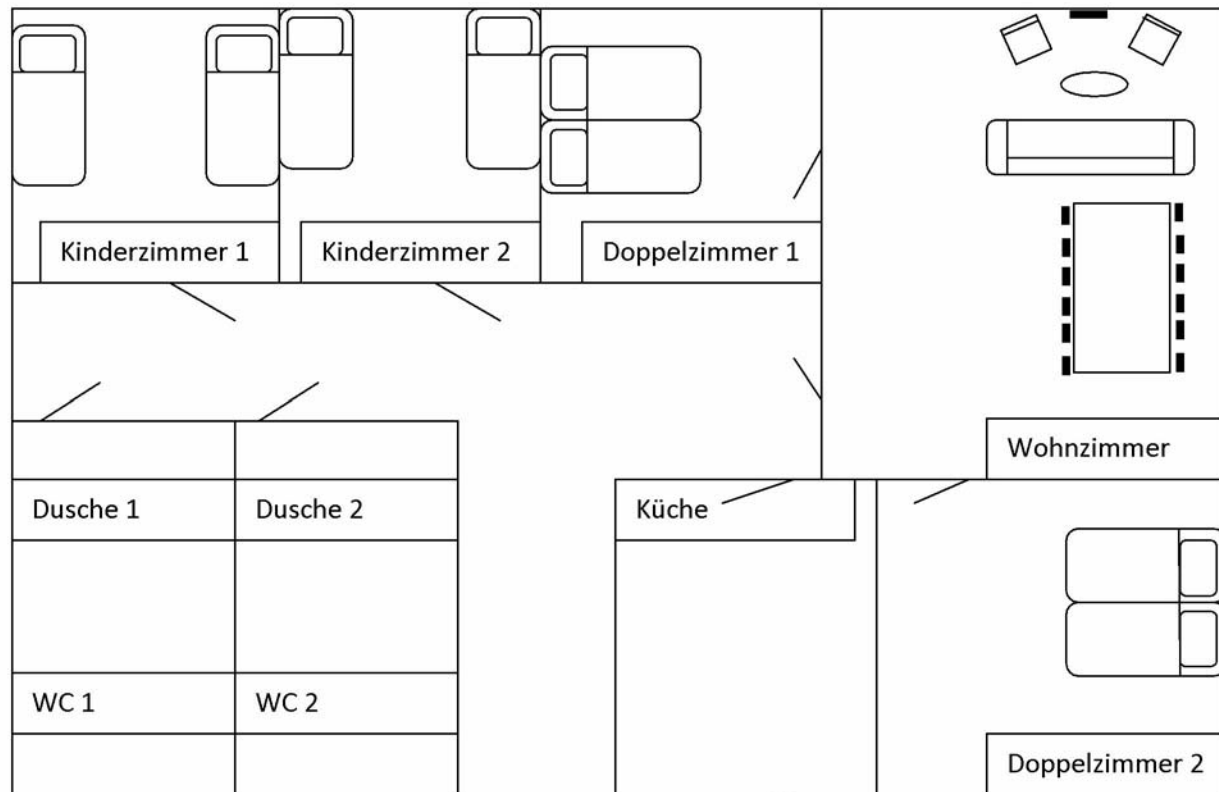 Kinderzimmer 1
Kinderzimmer 2
Doppelzimmer 1
Wohnzimmer
Dusche 1
Dusche 2
Küche
WC 1
WC 2
Doppelzimmer 2